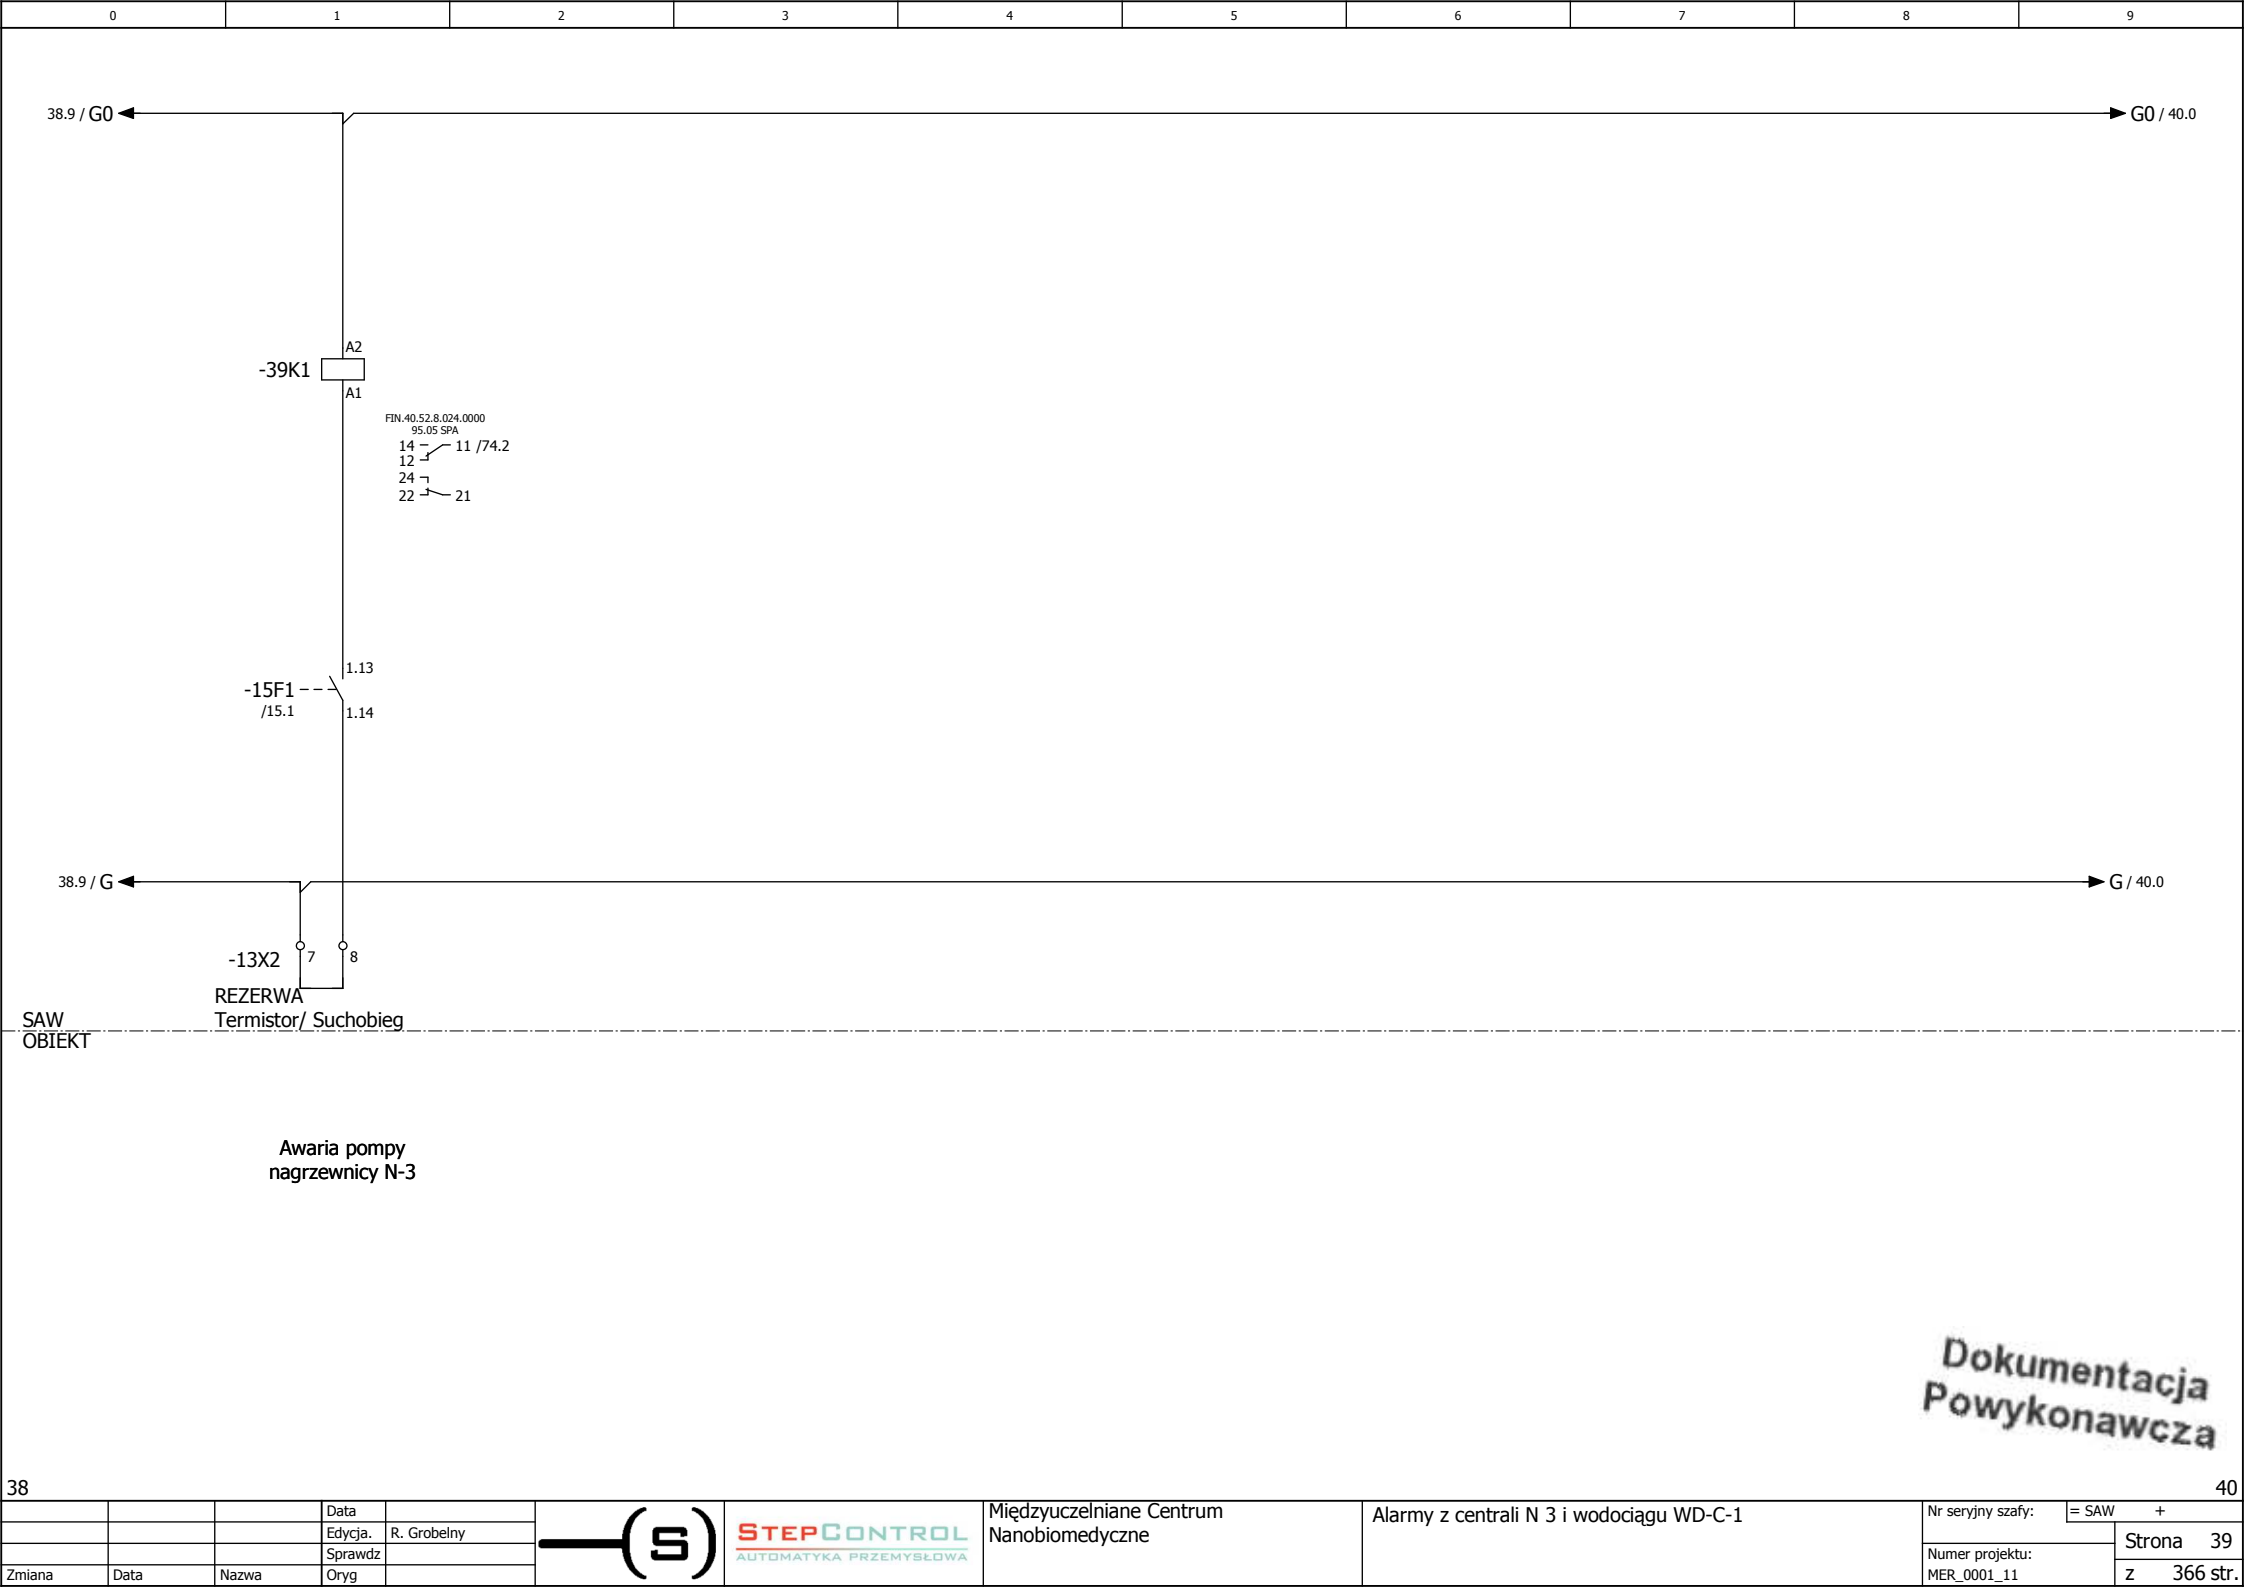 0 1 2 3 4 5 6 7 8 9
38.9 / G0
G0 / 40.0
A2
-39K1
A1
FIN.40.52.8.024.0000
95.05 SPA
14 11 /74.2
12
24
22 21
1.13
-15F1
/15.1
1.14
38.9 / G
G / 40.0
-13X2 7 8
REZERWA
Termistor/ Suchobieg
SAW
OBIEKT
Awaria pompy
nagrzewnicy N-3
Dokumentacja
Powykonawcza
38
40
Data
Edycja. R. Grobelny
Sprawdz
Zmiana Data Nazwa Oryg
S
STEPCONTROL
AUTOMATYKA PRZEMYSŁOWA
Międzyuczelniane Centrum
Nanobiomedyczne
Alarmy z centrali N 3 i wodociągu WD-C-1
Nr seryjny szafy:
= SAW +
Strona 39
Numer projektu:
MER_0001_11
z 366 str.